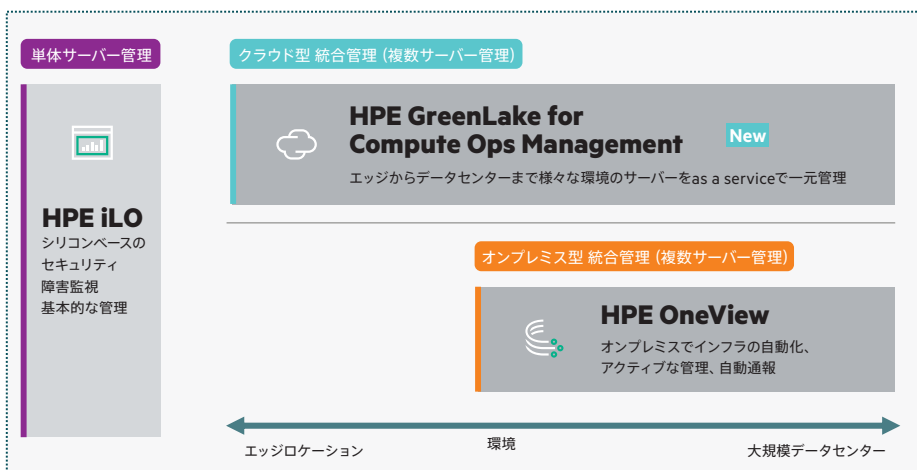 単体サーバー管理
HPE iLO
シリコンベースの
セキュリティ
障害監視
基本的な管理
クラウド型 統合管理 (複数サーバー管理)
HPE GreenLake for
Compute Ops Management
New
エッジからデータセンターまで様々な環境のサーバーをas a serviceで一元管理
オンプレミス型 統合管理 (複数サーバー管理)
HPE OneView
オンプレミスでインフラの自動化、
アクティブな管理、自動通報
エッジロケーション
環境
大規模データセンター